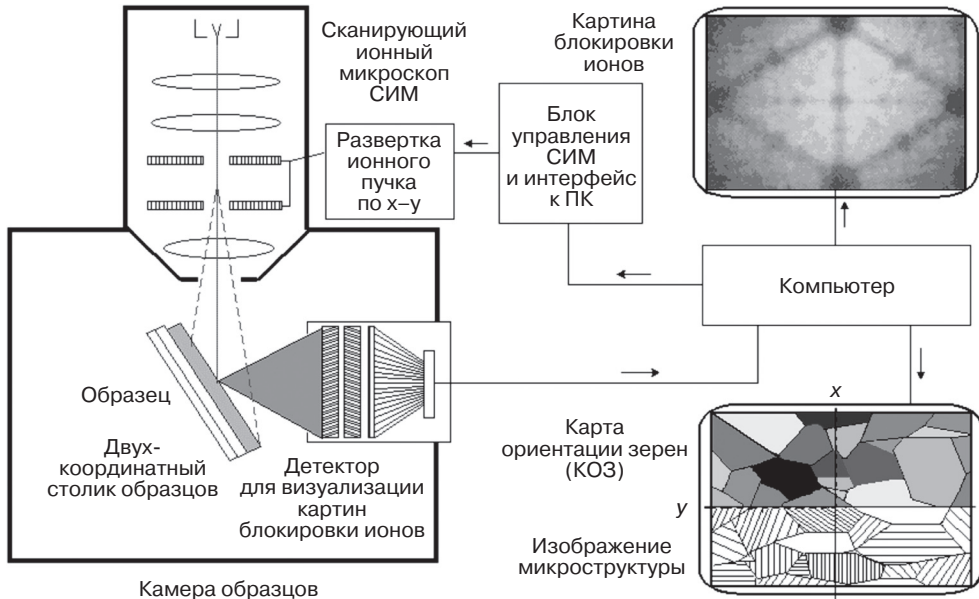 Сканирующий
ионный
микроскоп
СИМ
Развертка
ионного
пучка
по x–y
Блок
управления
СИМ
и интерфейс
к ПК
Картина
блокировки
ионов
Компьютер
Образец
Двух-
координатный
столик образцов
Детектор
для визуализации
картин
блокировки ионов
Камера образцов
Карта
ориентации зерен
(КОЗ)
Изображение
микроструктуры
x
y